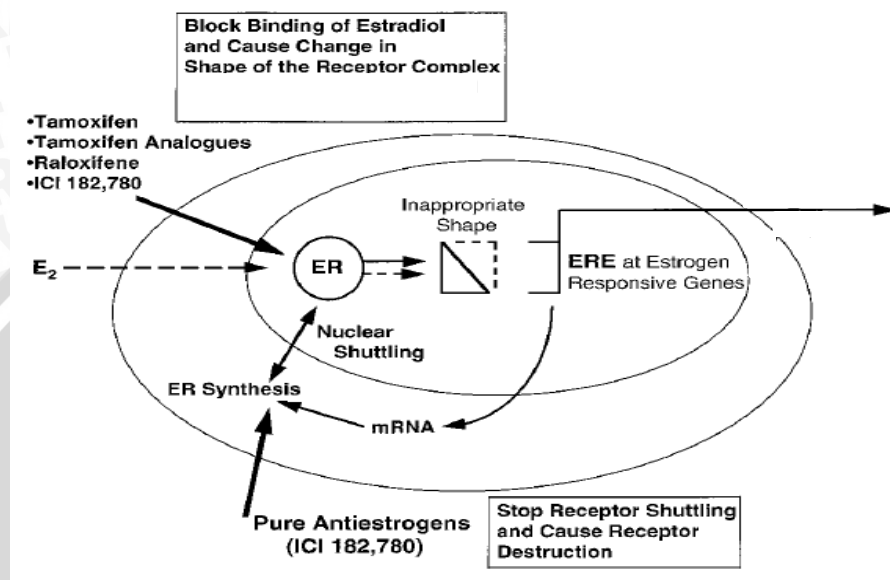 Block Binding of Estradiol
and Cause Change in
Shape of the Receptor Complex
•Tamoxifen
•Tamoxifen Analogues
•Raloxifene
•ICI 182,780
Inappropriate
Shape
E2
ER
ERE at Estrogen
Responsive Genes
Nuclear
Shuttling
ER Synthesis
mRNA
Pure Antiestrogens
(ICI 182,780)
Stop Receptor Shuttling
and Cause Receptor
Destruction